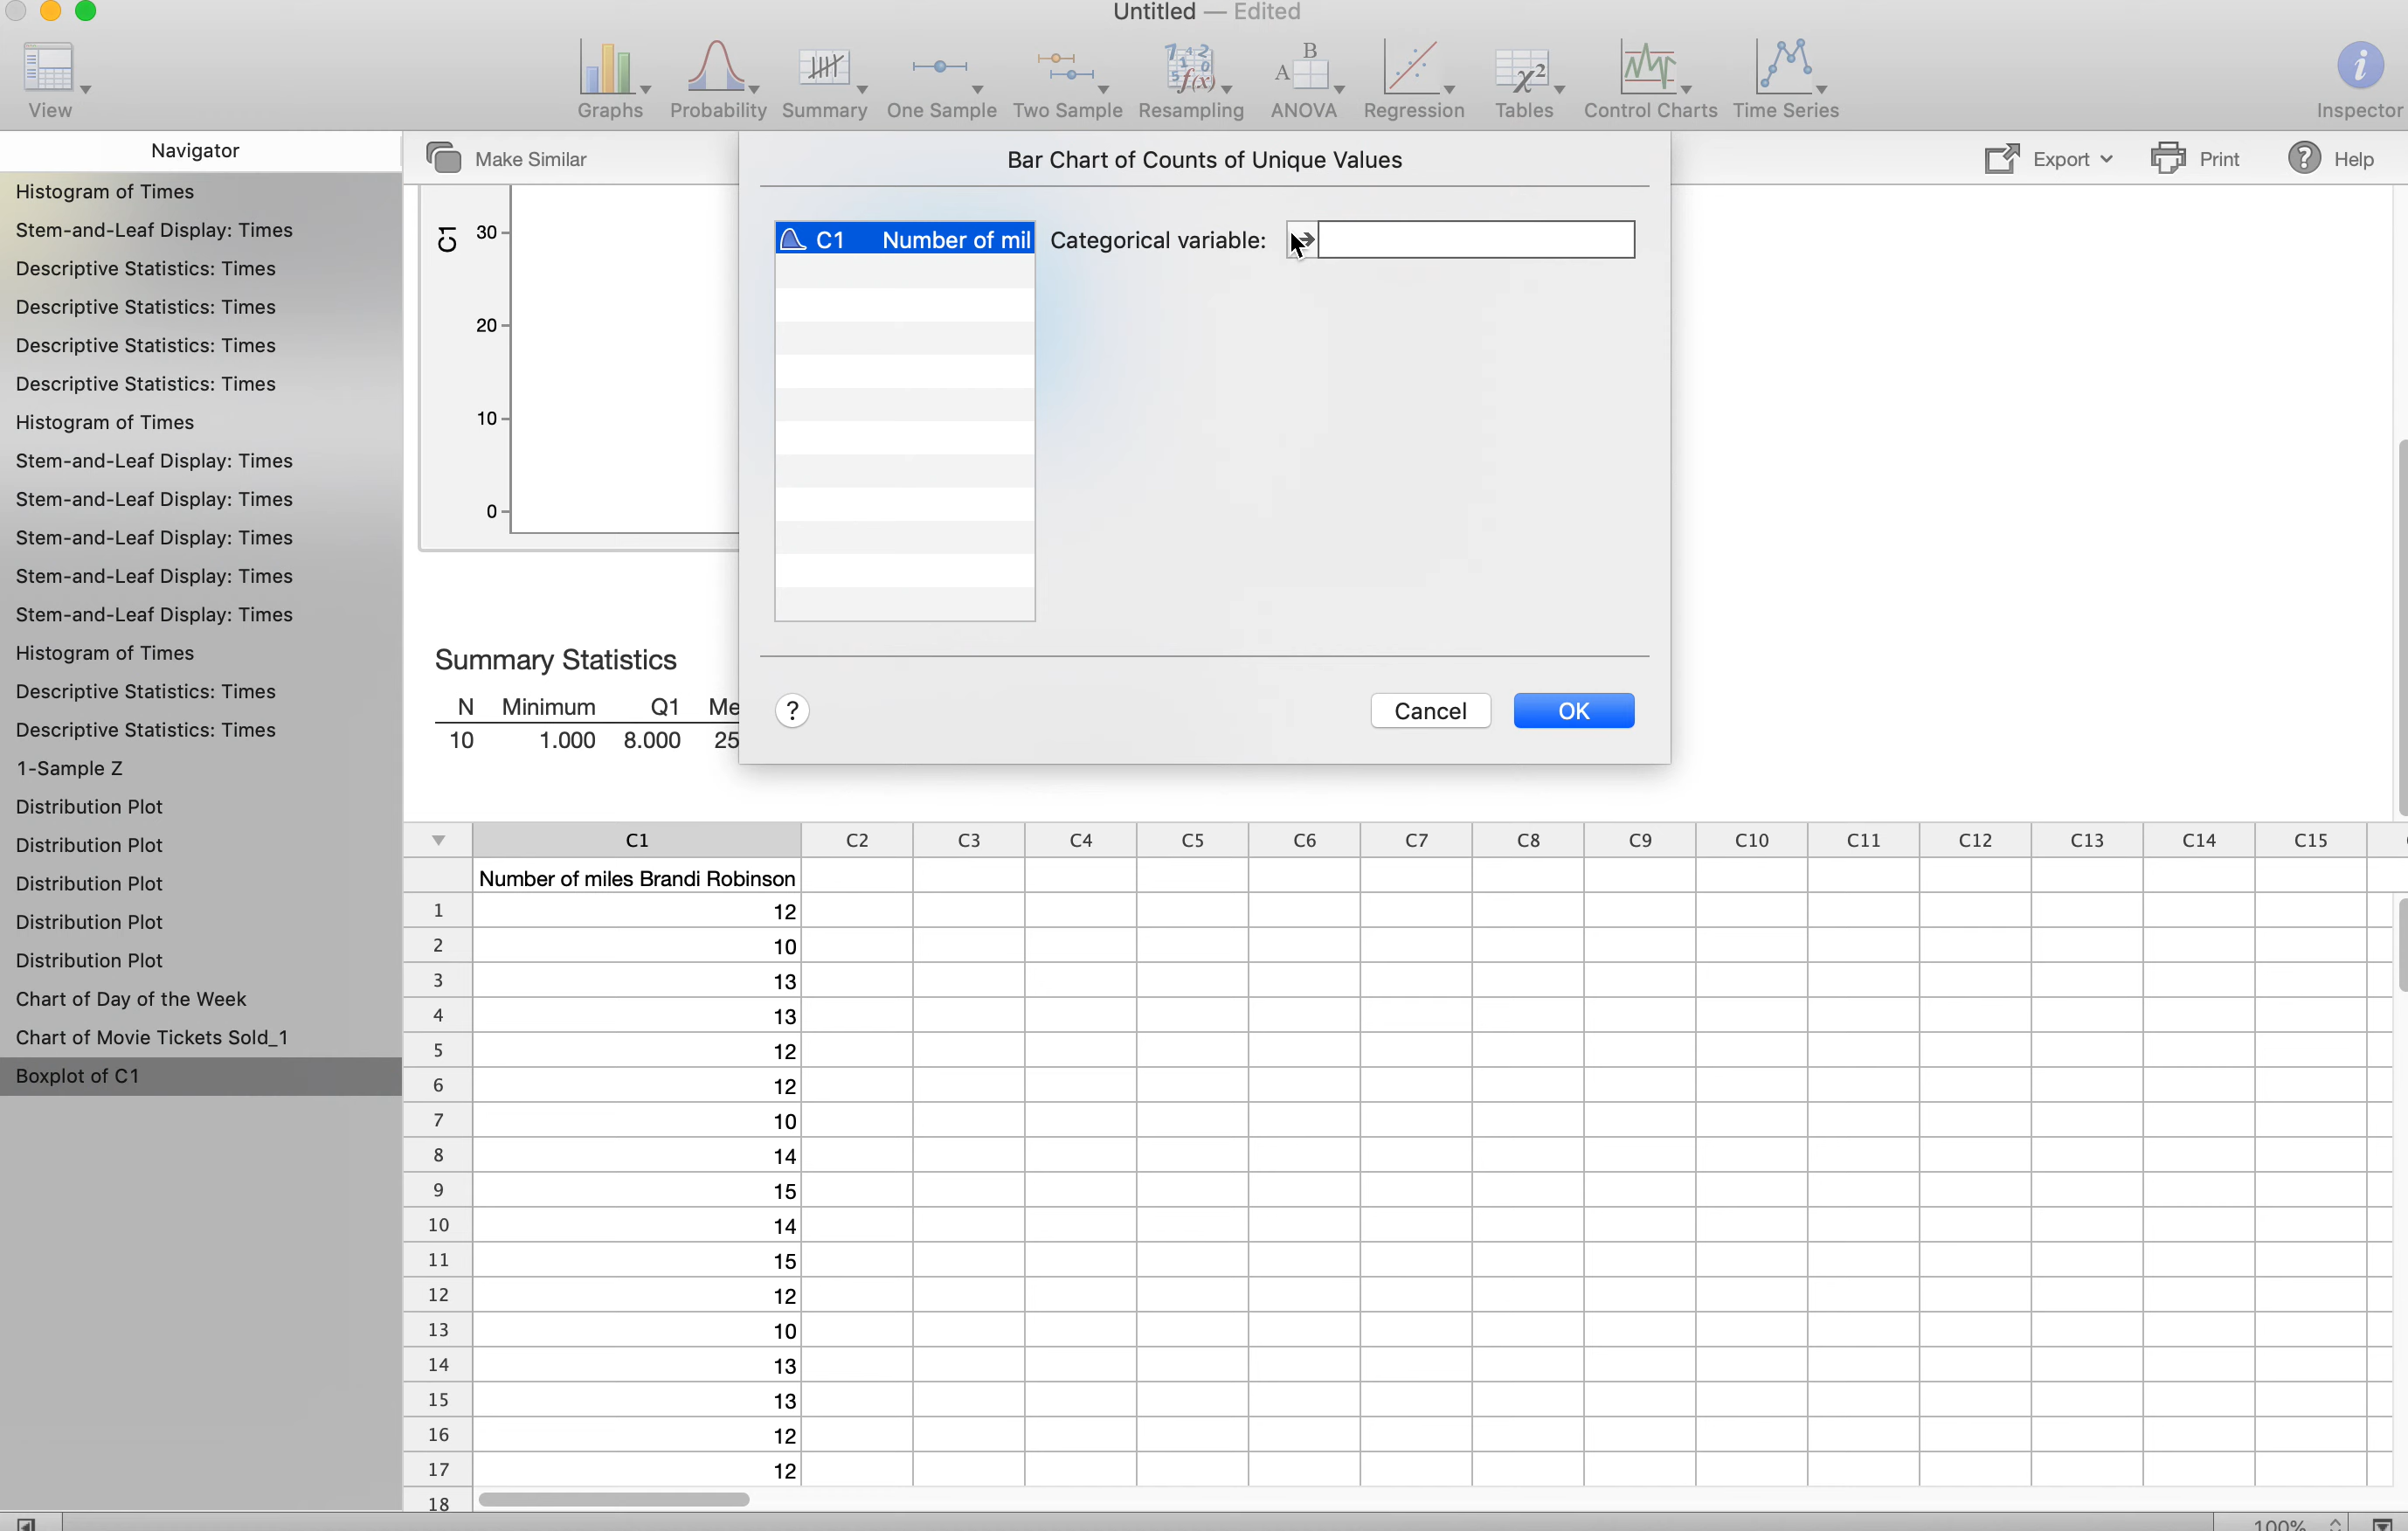 Untitled — Edited
View
Graphs
Probability
Summary
One Sample
Two Sample
Resampling
ANOVA
Regression
Tables
Control Charts
Time Series
Inspector
Navigator
Make Similar
Bar Chart of Counts of Unique Values
Export
Print
Help
Histogram of Times
Stem-and-Leaf Display: Times
Descriptive Statistics: Times
Descriptive Statistics: Times
Descriptive Statistics: Times
Descriptive Statistics: Times
Histogram of Times
Stem-and-Leaf Display: Times
Stem-and-Leaf Display: Times
Stem-and-Leaf Display: Times
Stem-and-Leaf Display: Times
Stem-and-Leaf Display: Times
Histogram of Times
Descriptive Statistics: Times
Descriptive Statistics: Times
1-Sample Z
Distribution Plot
Distribution Plot
Distribution Plot
Distribution Plot
Distribution Plot
Chart of Day of the Week
Chart of Movie Tickets Sold_1
Boxplot of C1
C1
30
20
10
0
C1 Number of mil
Categorical variable:
? Cancel OK
Summary Statistics
N Minimum Q1 Me
10 1.000 8.000 25
C1 C2 C3 C4 C5 C6 C7 C8 C9 C10 C11 C12 C13 C14 C15
Number of miles Brandi Robinson
1 12
2 10
3 13
4 13
5 12
6 12
7 10
8 14
9 15
10 14
11 15
12 12
13 10
14 13
15 13
16 12
17 12
18
100%